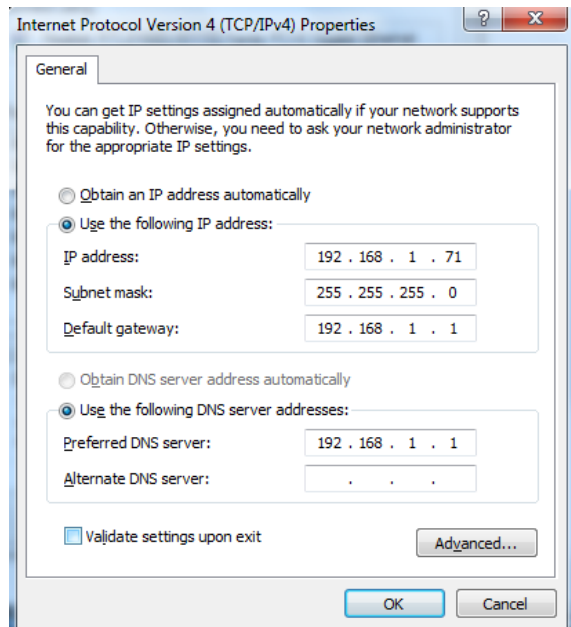 Internet Protocol Version 4 (TCP/IPv4) Properties
?
X
General
You can get IP settings assigned automatically if your network supports
this capability. Otherwise, you need to ask your network administrator
for the appropriate IP settings.
Obtain an IP address automatically
Use the following IP address:
IP address: 192 . 168 . 1 . 71
Subnet mask: 255 . 255 . 255 . 0
Default gateway: 192 . 168 . 1 . 1
Obtain DNS server address automatically
Use the following DNS server addresses:
Preferred DNS server: 192 . 168 . 1 . 1
Alternate DNS server: . . .
Validate settings upon exit
Advanced...
OK Cancel